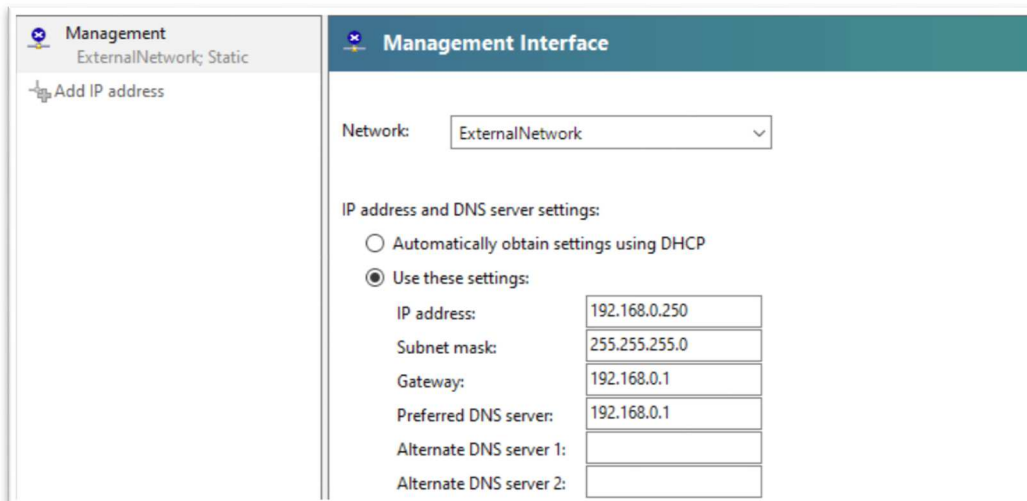 Management
ExternalNetwork; Static
Add IP address
Management Interface
Network: ExternalNetwork
IP address and DNS server settings:
Automatically obtain settings using DHCP
Use these settings:
IP address: 192.168.0.250
Subnet mask: 255.255.255.0
Gateway: 192.168.0.1
Preferred DNS server: 192.168.0.1
Alternate DNS server 1:
Alternate DNS server 2: